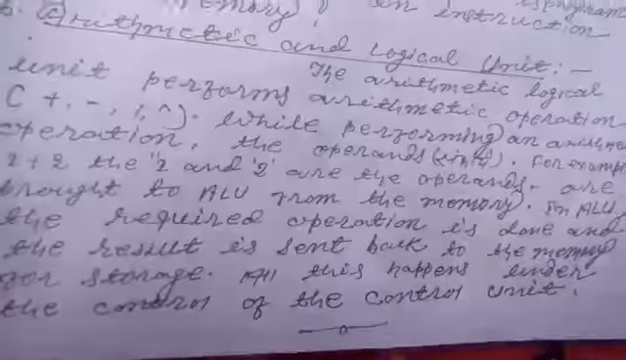 memory, an instruction
Arithmetic and Logical Unit:-
The arithmetic logical
unit performs arithmetic operation
(+, -, /, ^). While performing an
operation, the operands For
2+2 the '2 and '2' are the operands. are
brought to ALU from the memory. In ALU,
the required operation is done and
the result is sent back to the memory
for storage. All this happens under
the control of the control unit.